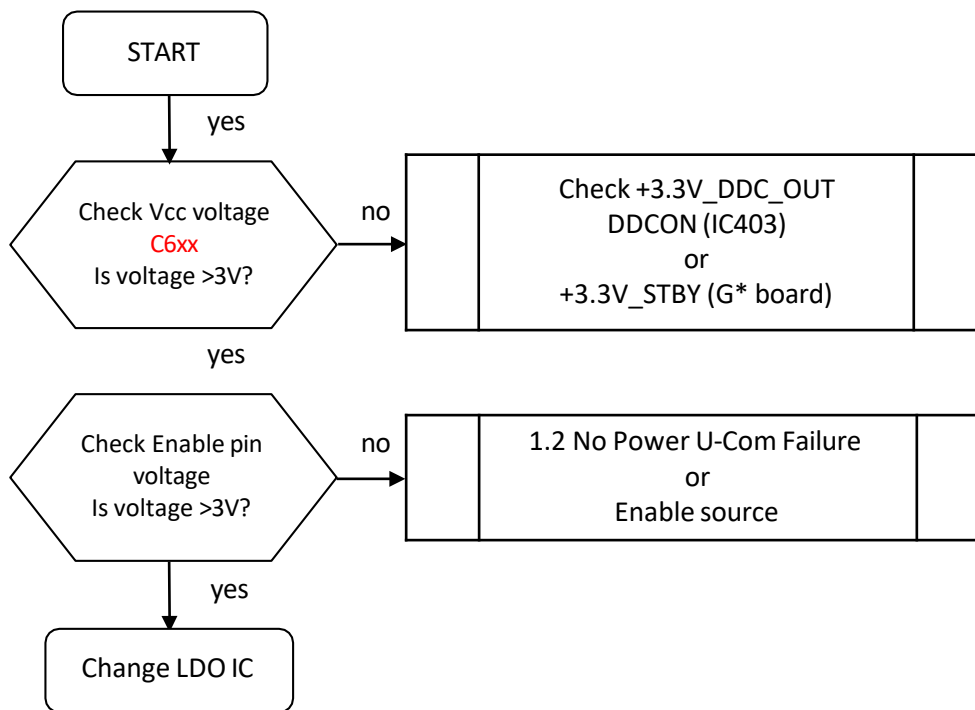 START
yes
Check Vcc voltage
C6xx
Is voltage >3V?
no
Check +3.3V_DDC_OUT
DDCON (IC403)
or
+3.3V_STBY (G* board)
yes
Check Enable pin
voltage
Is voltage >3V?
no
1.2 No Power U-Com Failure
or
Enable source
yes
Change LDO IC